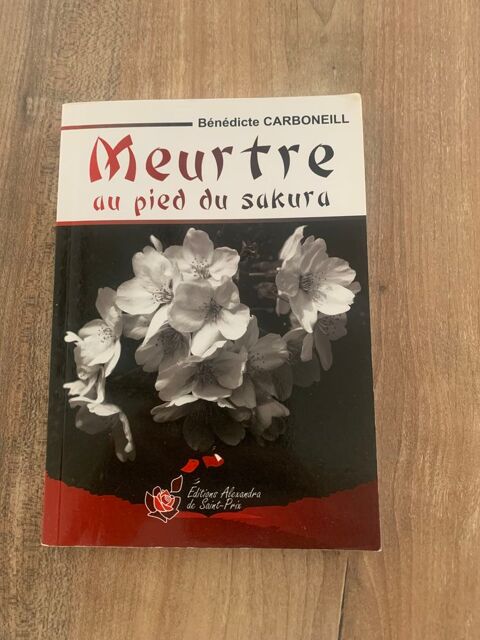 Bénédicte CARBONEILL
Meurtre
au pied du sakura
Éditions Alexandra
de Saint-Prix